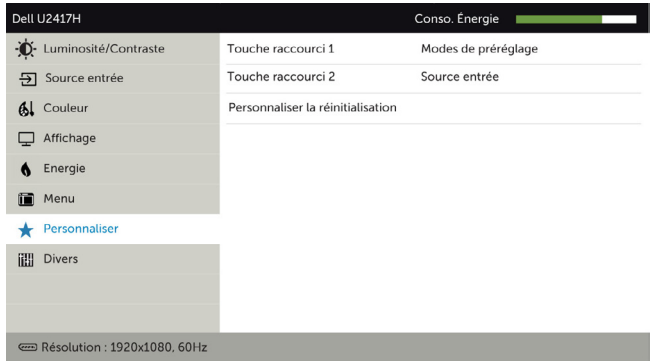 Dell U2417H Conso. Énergie
Luminosité/Contraste Touche raccourci 1 Modes de préréglage
Source entrée Touche raccourci 2 Source entrée
Couleur Personnaliser la réinitialisation
Affichage
Energie
Menu
Personnaliser
Divers
Résolution : 1920x1080, 60Hz